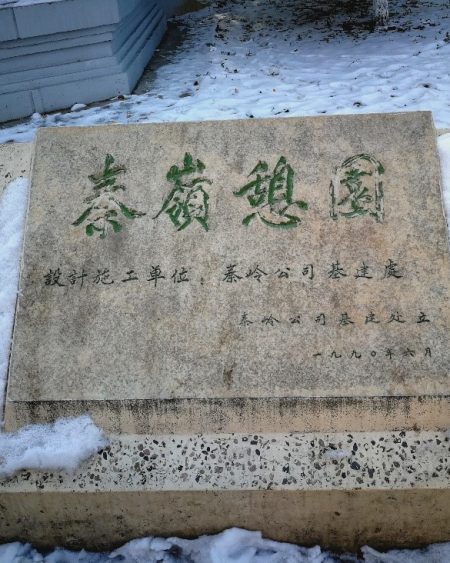 秦嶺憩園
設計施工單位：秦岭公司基建處
秦岭公司基建处立
一九九〇年六月